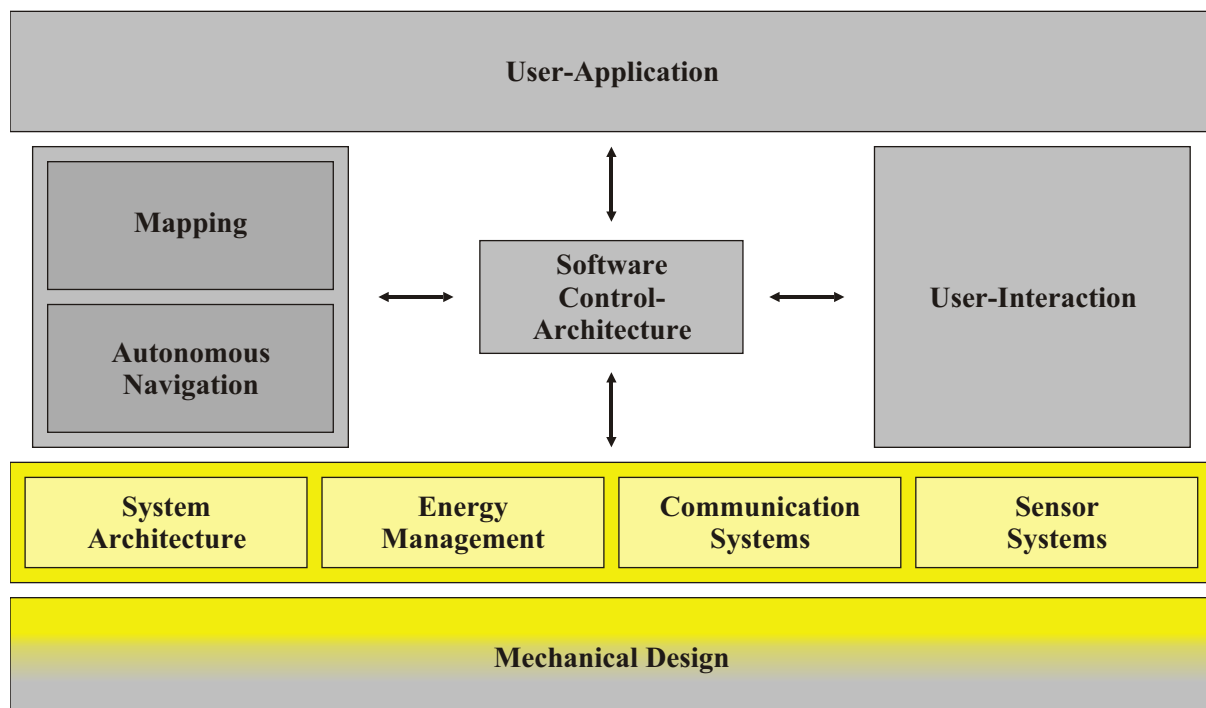 User-Application
Mapping
Autonomous
Navigation
Software
Control-
Architecture
User-Interaction
System
Architecture
Energy
Management
Communication
Systems
Sensor
Systems
Mechanical Design